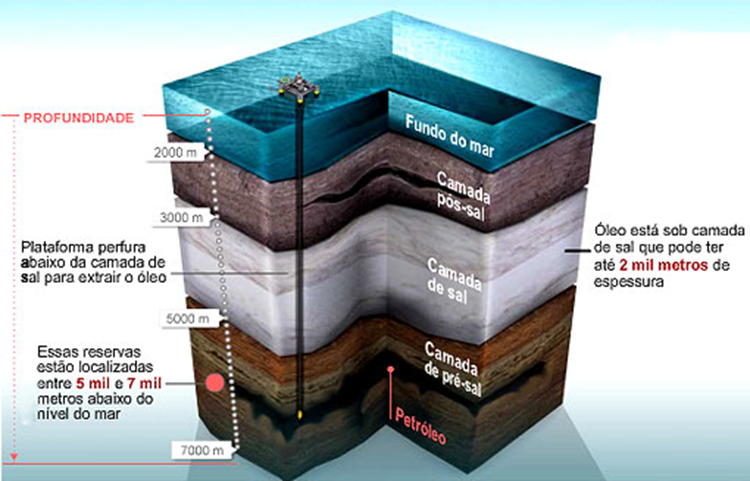 PROFUNDIDADE
Fundo do mar
2000 m
Camada
pós-sal
3000 m
Plataforma perfura
abaixo da camada de
sal para extrair o óleo
Camada
de sal
Óleo está sob camada
de sal que pode ter
até 2 mil metros de
espessura
5000 m
Essas reservas
estão localizadas
entre 5 mil e 7 mil
metros abaixo do
nível do mar
Camada
de pré-sal
Petróleo
7000 m